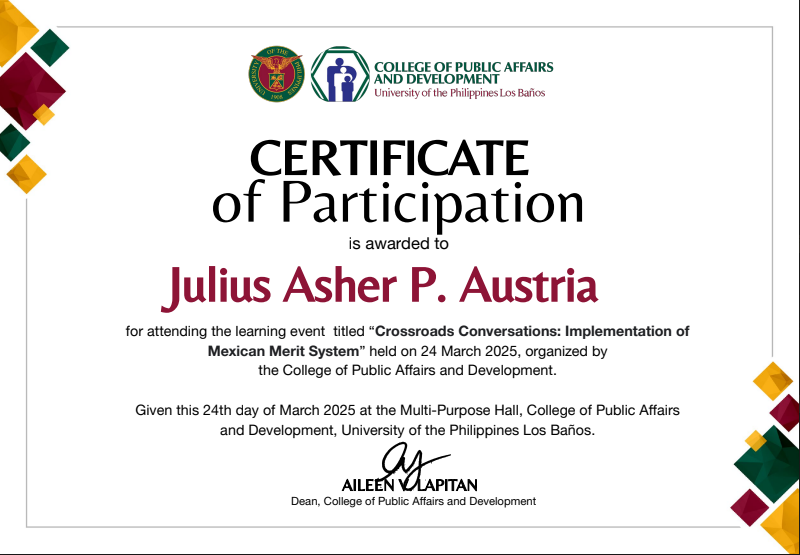 UNIVERSITY OF THE PHILIPPINES
1908
COLLEGE OF PUBLIC AFFAIRS
AND DEVELOPMENT
University of the Philippines Los Baños
CERTIFICATE
of Participation
is awarded to
Julius Asher P. Austria
for attending the learning event titled “Crossroads Conversations: Implementation of
Mexican Merit System” held on 24 March 2025, organized by
the College of Public Affairs and Development.
Given this 24th day of March 2025 at the Multi-Purpose Hall, College of Public Affairs
and Development, University of the Philippines Los Baños.
AILEEN V. LAPITAN
Dean, College of Public Affairs and Development